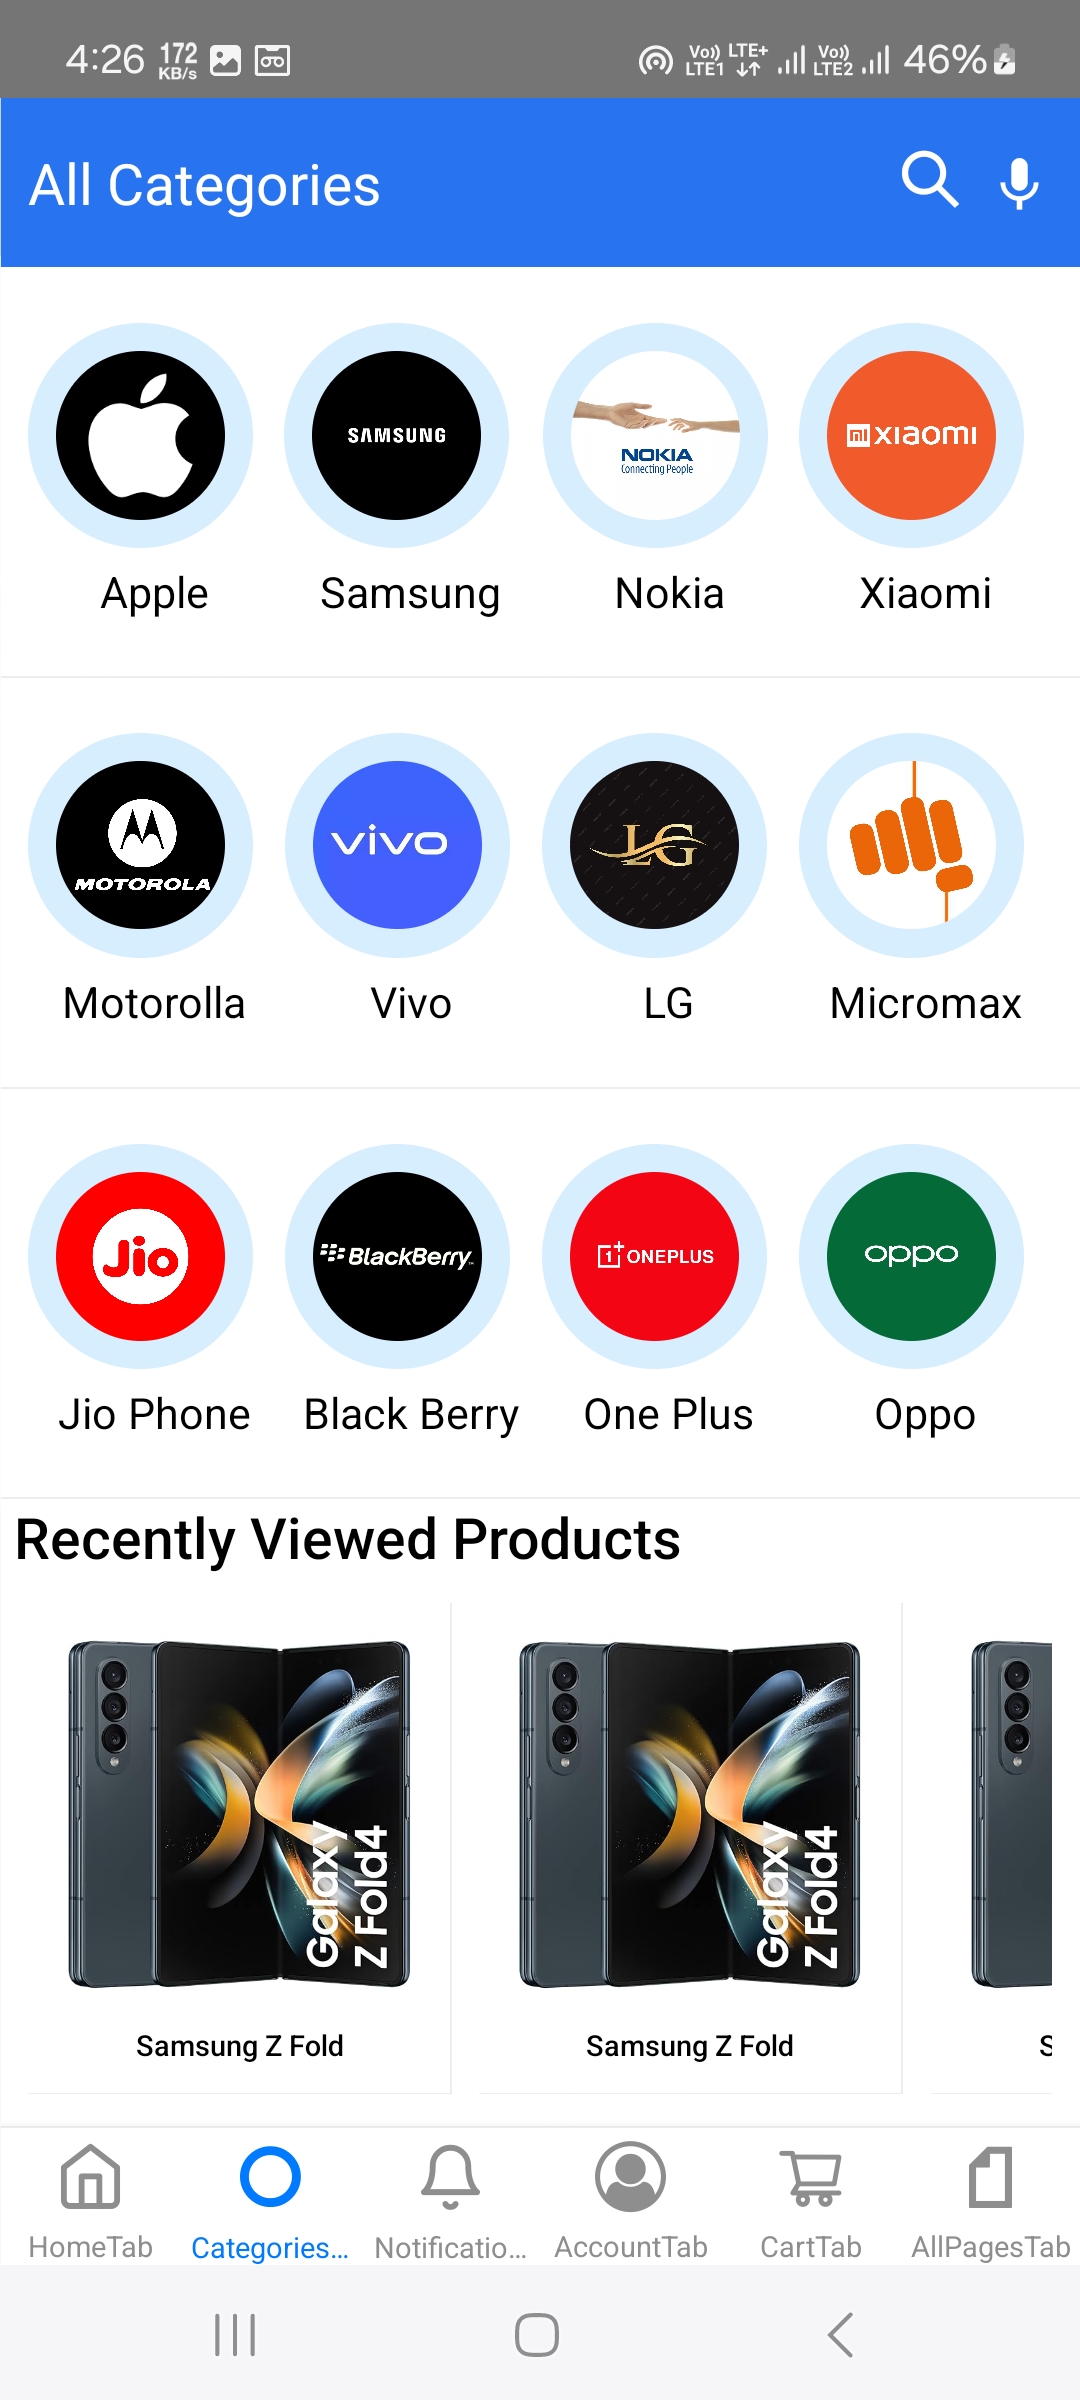 4:26 172 KB/s Vo)) LTE1 LTE+ Vo)) LTE2 46%
All Categories
SAMSUNG
NOKIA
Connecting People
xiaomi
Apple Samsung Nokia Xiaomi
MOTOROLA
vivo
LG
Motorolla Vivo LG Micromax
Jio
BlackBerry
1+ ONEPLUS
oppo
Jio Phone Black Berry One Plus Oppo
Recently Viewed Products
Galaxy
Z Fold4
Galaxy
Z Fold4
Samsung Z Fold Samsung Z Fold S
HomeTab Categories... Notificatio... AccountTab CartTab AllPagesTab